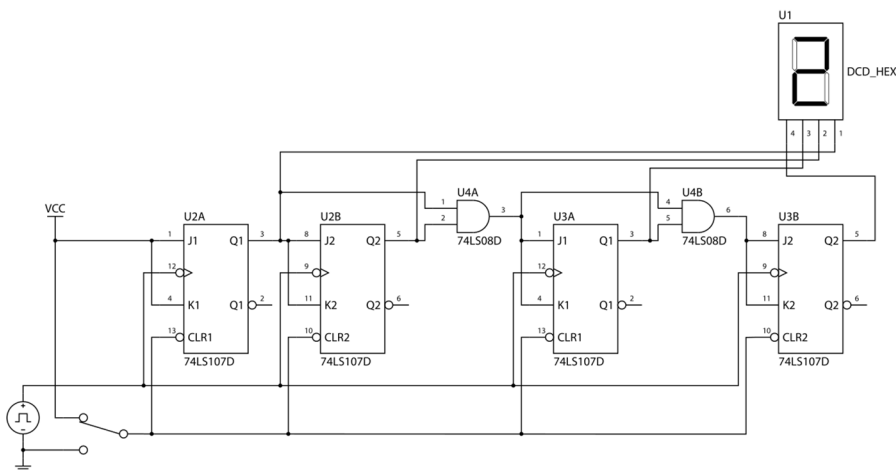 U1
DCD_HEX
4 3 2 1
VCC
U2A
1 J1 Q1 3
12
4 K1 Q1 2
13 CLR1
74LS107D
U2B
8 J2 Q2 5
9
11 K2 Q2 6
10 CLR2
74LS107D
U4A
1 3
2
74LS08D
U3A
1 J1 Q1 3
12
4 K1 Q1 2
13 CLR1
74LS107D
U4B
4 6
5
74LS08D
U3B
8 J2 Q2 5
9
11 K2 Q2 6
10 CLR2
74LS107D
+
−